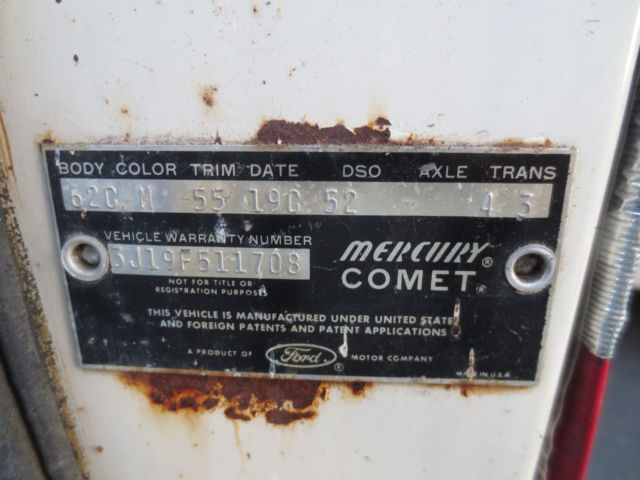 BODY COLOR TRIM DATE DSO AXLE TRANS
62C M 55 19C 52 4 3
VEHICLE WARRANTY NUMBER
3J19F511708
NOT FOR TITLE OR
REGISTRATION PURPOSES
MERCURY®
COMET®
THIS VEHICLE IS MANUFACTURED UNDER UNITED STATES
AND FOREIGN PATENTS AND PATENT APPLICATIONS
A PRODUCT OF Ford® MOTOR COMPANY
MADE IN U.S.A.